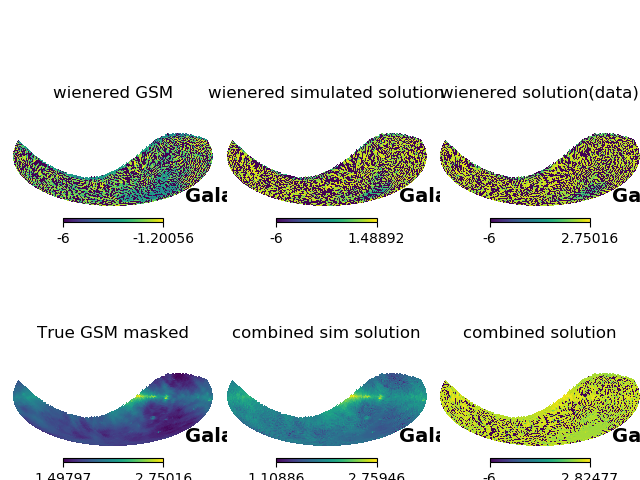 wienered GSM
wienered simulated solution
wienered solution(data)
Gala
Gala
Ga
-6 -1.20056
-6 1.48892
-6 2.75016
True GSM masked
combined sim solution
combined solution
Gala
Gala
Ga
1.49797 2.75016
1.10886 2.75946
-6 2.82477